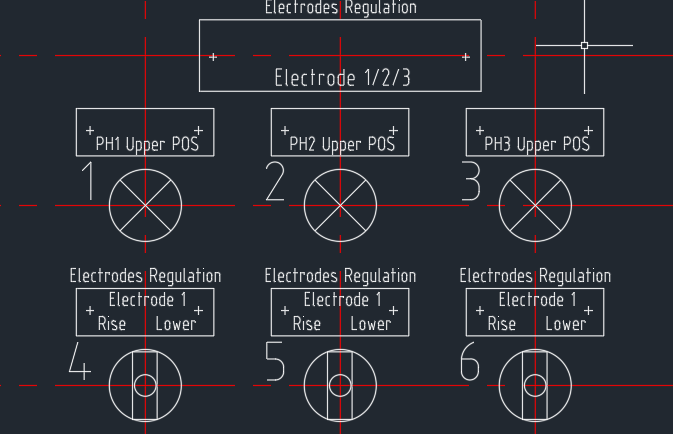 Electrodes Regulation
Electrode 1/2/3
PH1 Upper POS PH2 Upper POS PH3 Upper POS
1 2 3
Electrodes Regulation Electrodes Regulation Electrodes Regulation
Electrode 1 Electrode 1 Electrode 1
Rise Lower Rise Lower Rise Lower
4 5 6